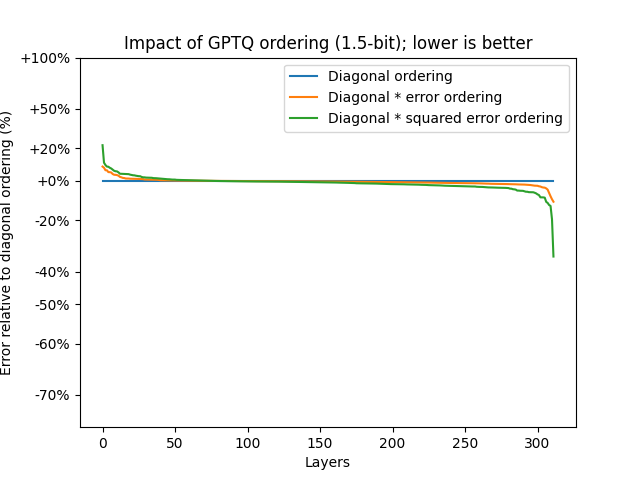 Impact of GPTQ ordering (1.5-bit); lower is better
Error relative to diagonal ordering (%)
+100%
+50%
+20%
+0%
-20%
-40%
-50%
-60%
-70%
Diagonal ordering
Diagonal * error ordering
Diagonal * squared error ordering
0
50
100
150
200
250
300
Layers